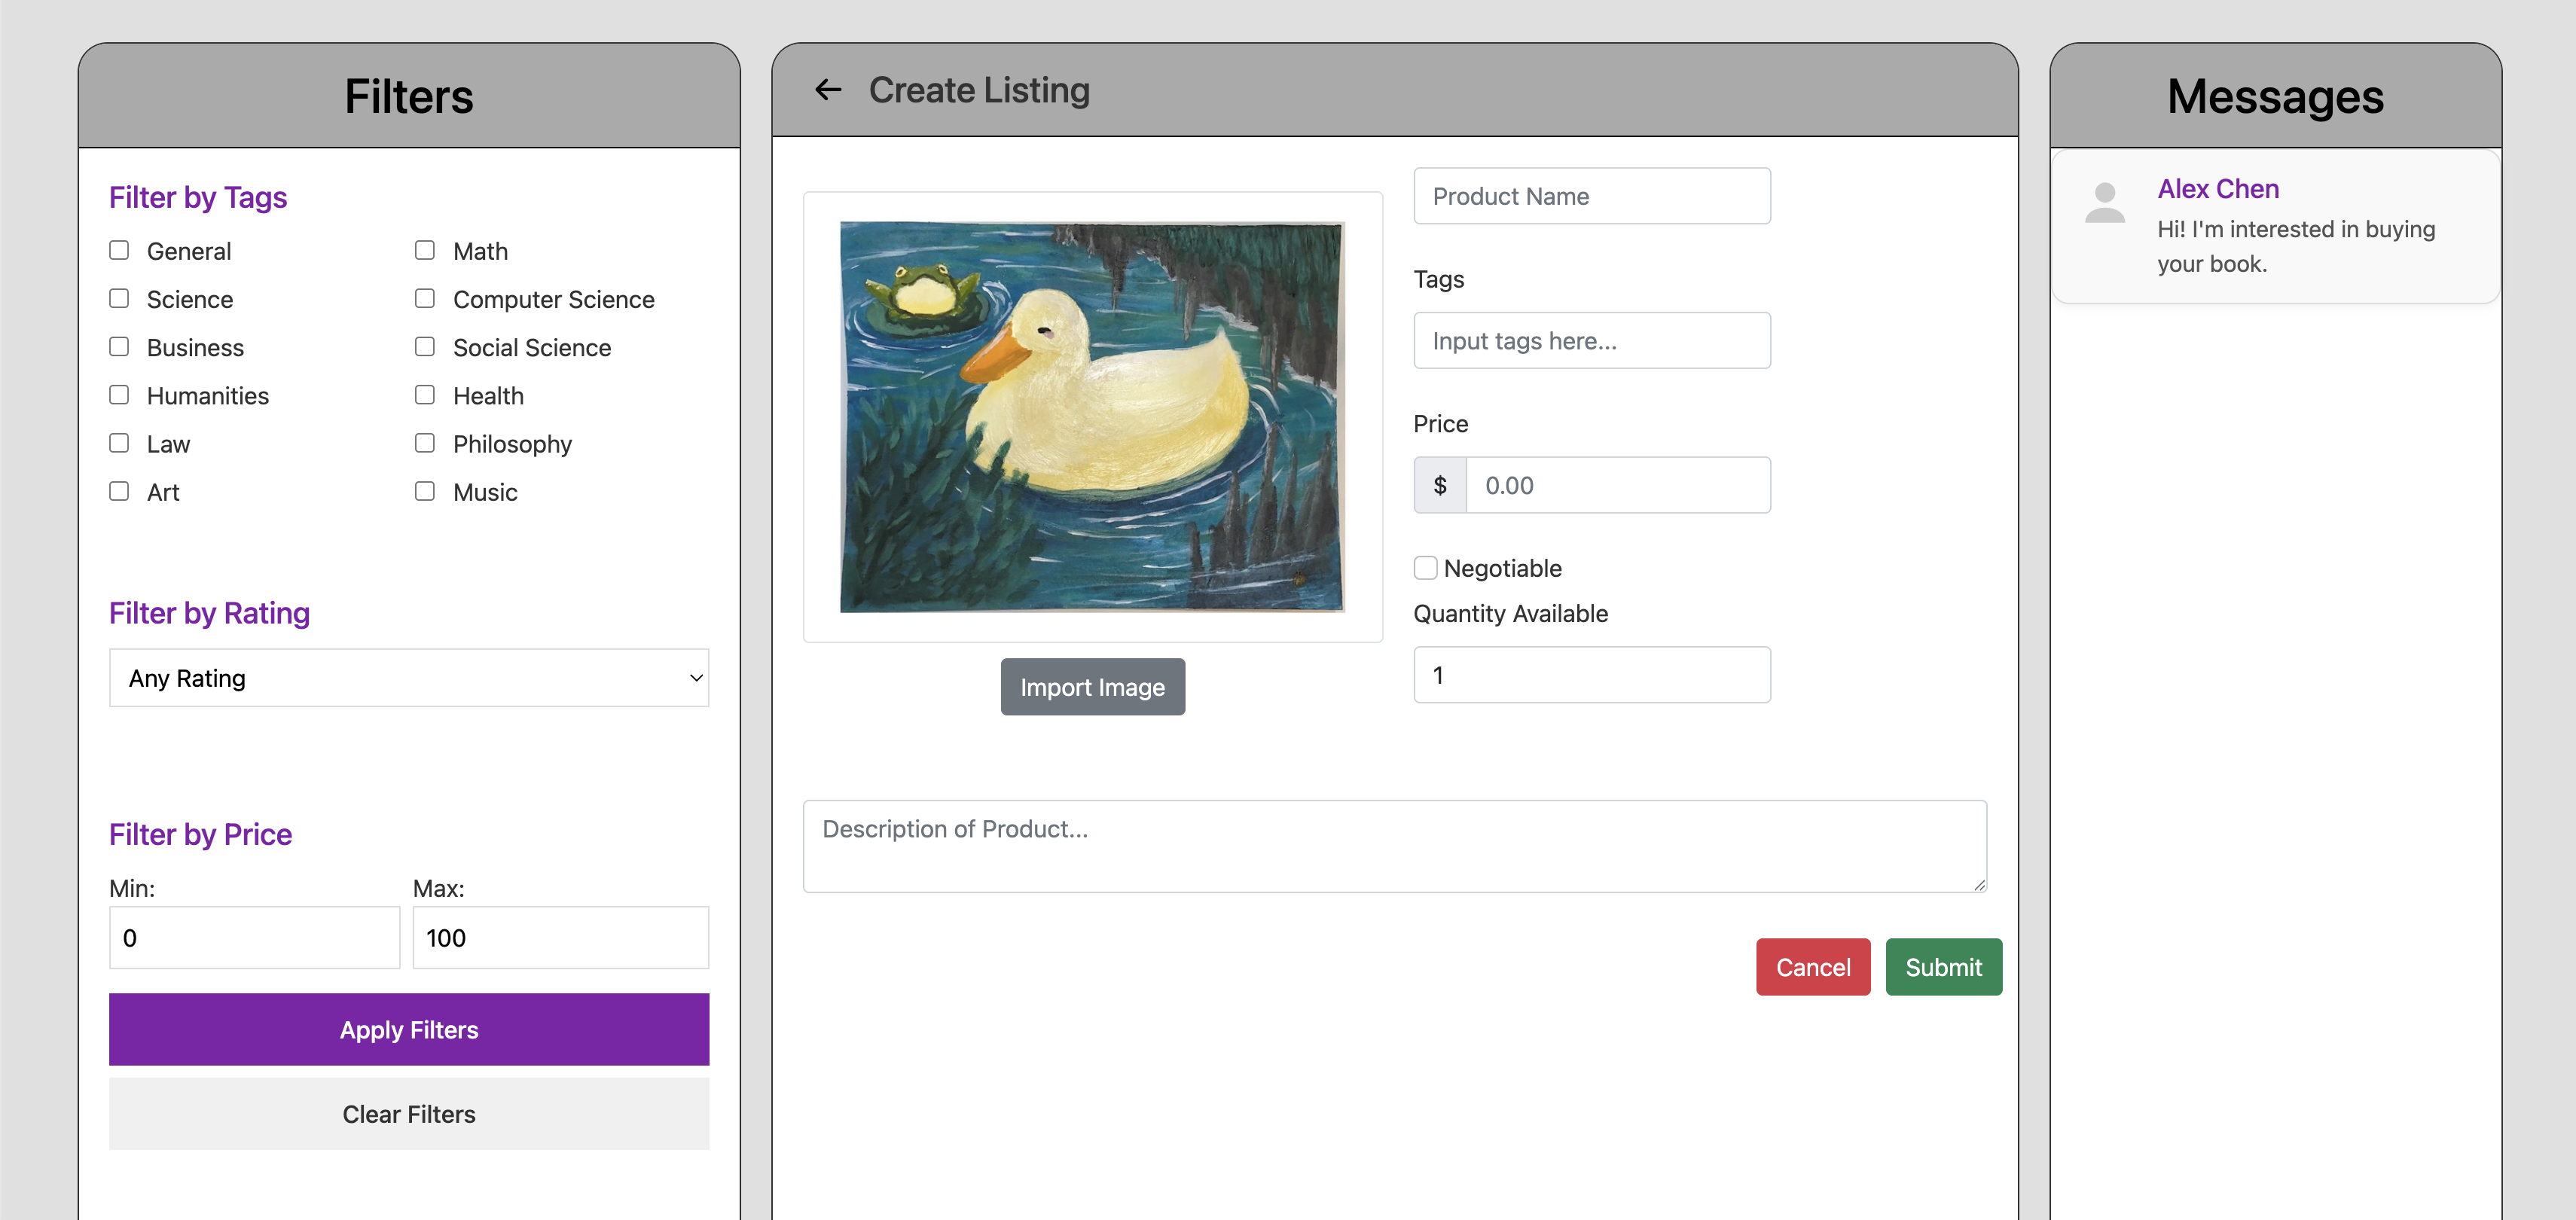 Filters
Filter by Tags
General
Math
Science
Computer Science
Business
Social Science
Humanities
Health
Law
Philosophy
Art
Music
Filter by Rating
Any Rating
Filter by Price
Min:
Max:
0
100
Apply Filters
Clear Filters
Create Listing
Import Image
Product Name
Tags
Input tags here...
Price
$ 0.00
Negotiable
Quantity Available
1
Description of Product...
Cancel
Submit
Messages
Alex Chen
Hi! I'm interested in buying
your book.